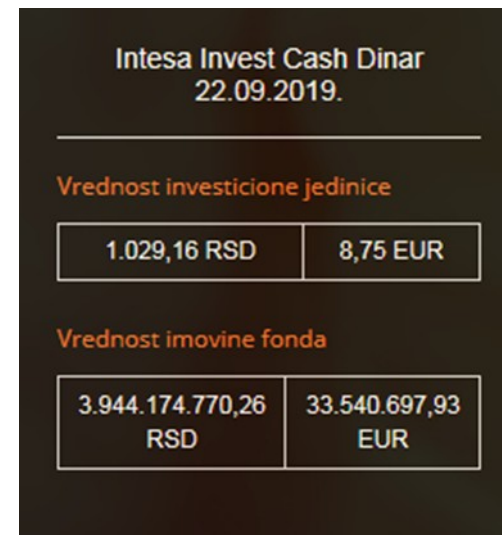 Intesa Invest Cash Dinar
22.09.2019.
Vrednost investicione jedinice
1.029,16 RSD
8,75 EUR
Vrednost imovine fonda
3.944.174.770,26
RSD
33.540.697,93
EUR